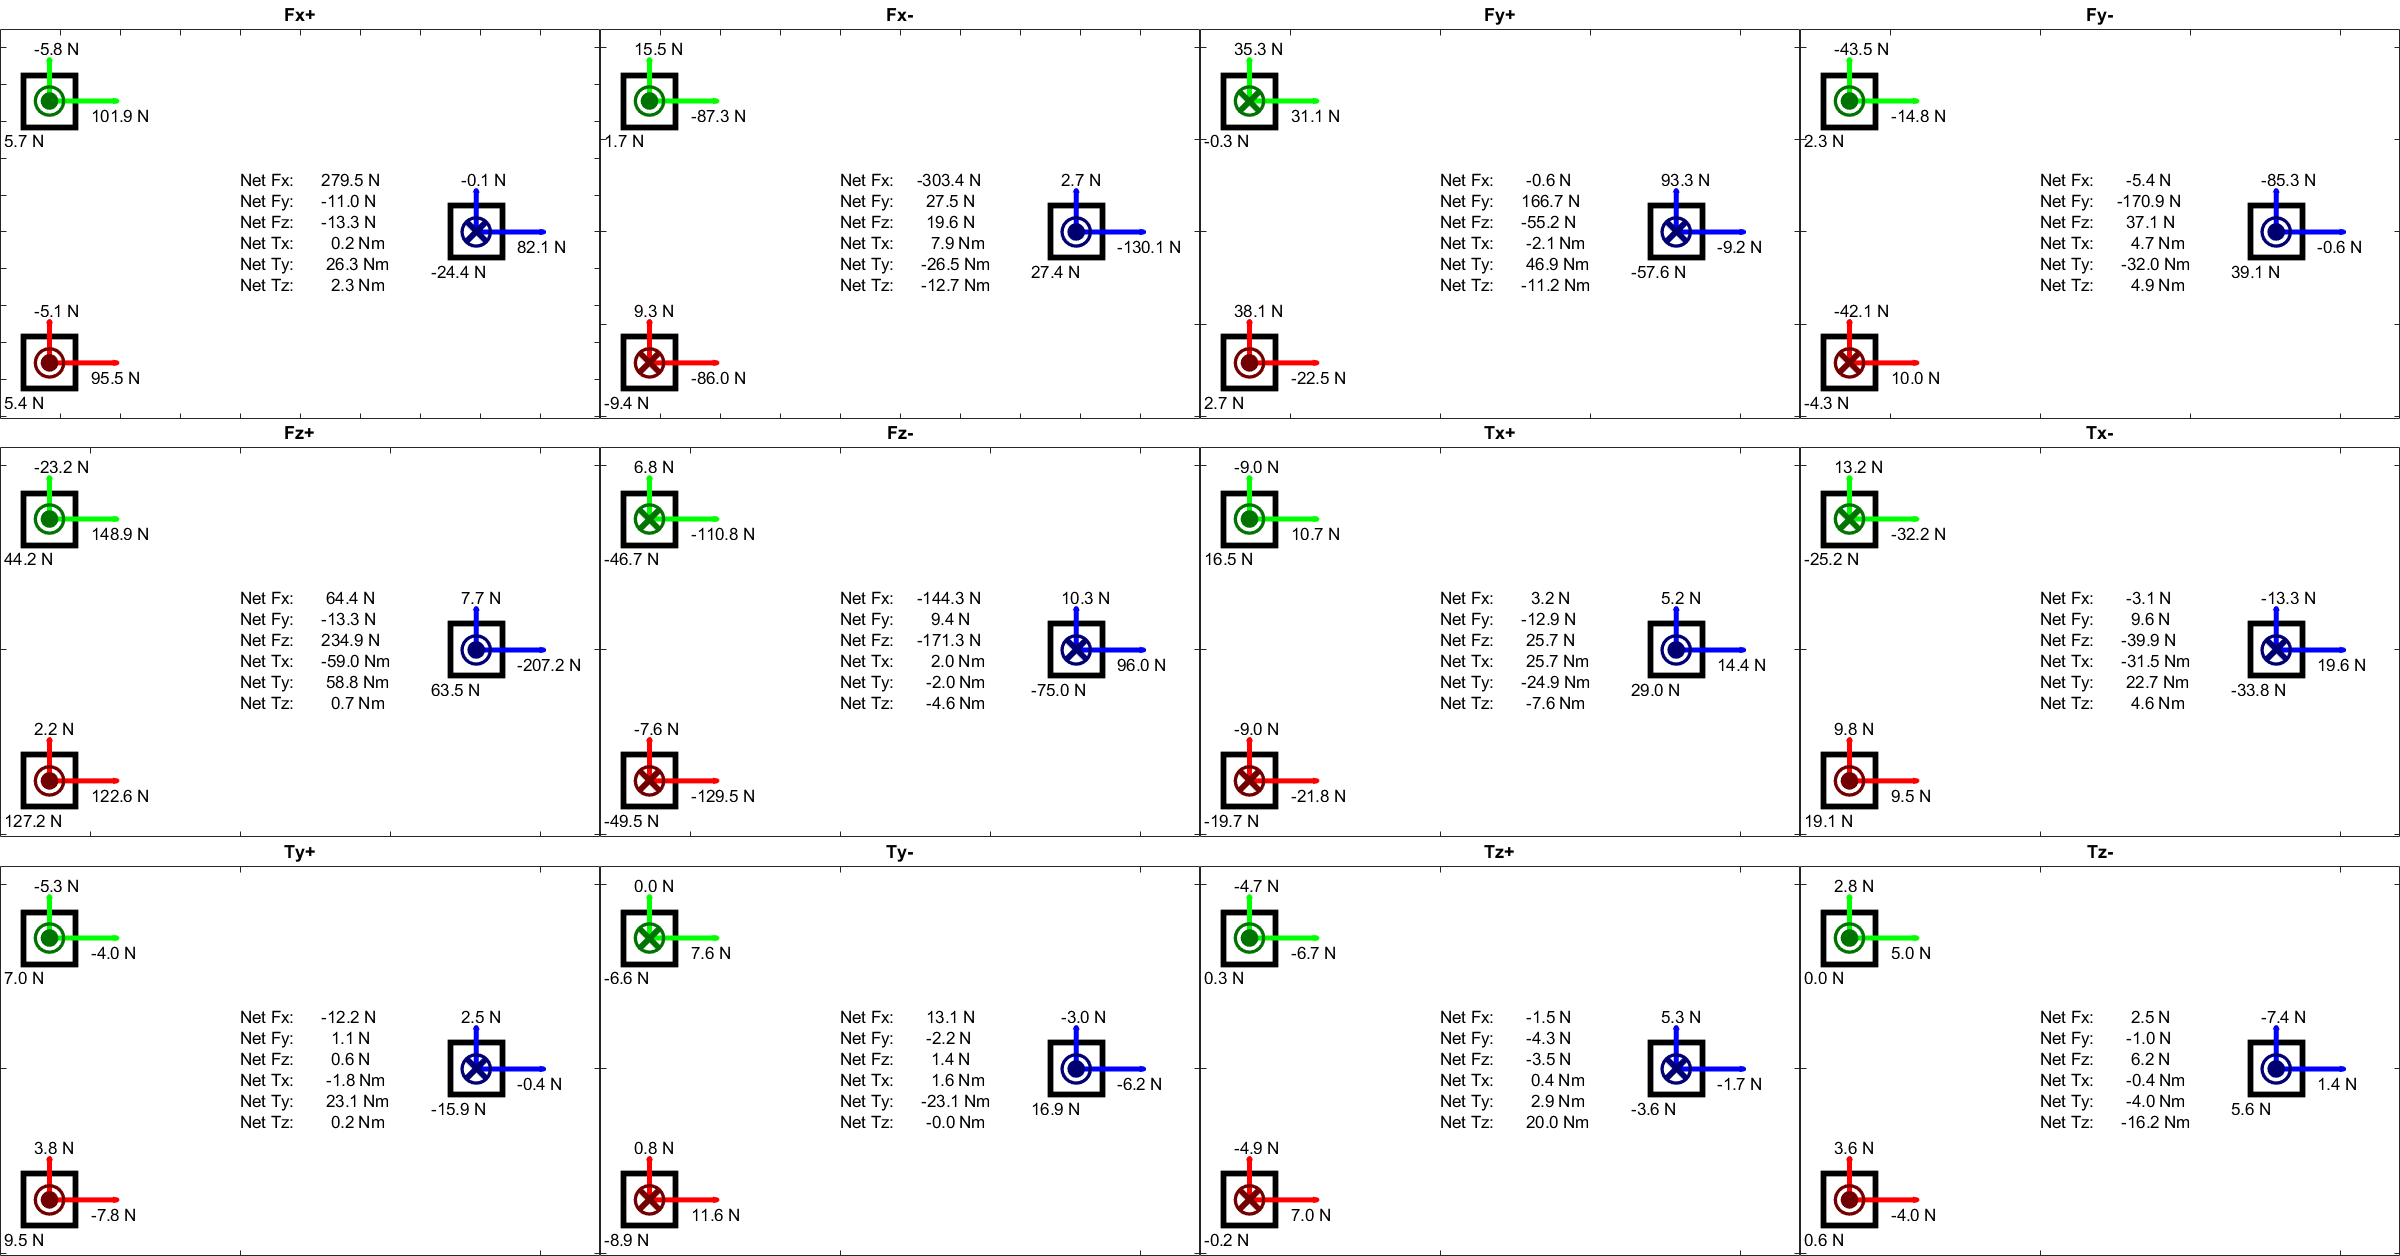 Fx+
-5.8 N
101.9 N
5.7 N
Net Fx: 279.5 N
Net Fy: -11.0 N
Net Fz: -13.3 N
Net Tx: 0.2 Nm
Net Ty: 26.3 Nm
Net Tz: 2.3 Nm
-0.1 N
82.1 N
-24.4 N
-5.1 N
95.5 N
5.4 N
Fx-
15.5 N
-87.3 N
1.7 N
Net Fx: -303.4 N
Net Fy: 27.5 N
Net Fz: 19.6 N
Net Tx: 7.9 Nm
Net Ty: -26.5 Nm
Net Tz: -12.7 Nm
2.7 N
-130.1 N
27.4 N
9.3 N
-86.0 N
-9.4 N
Fy+
35.3 N
31.1 N
-0.3 N
Net Fx: -0.6 N
Net Fy: 166.7 N
Net Fz: -55.2 N
Net Tx: -2.1 Nm
Net Ty: 46.9 Nm
Net Tz: -11.2 Nm
93.3 N
-9.2 N
-57.6 N
38.1 N
-22.5 N
2.7 N
Fy-
-43.5 N
-14.8 N
2.3 N
Net Fx: -5.4 N
Net Fy: -170.9 N
Net Fz: 37.1 N
Net Tx: 4.7 Nm
Net Ty: -32.0 Nm
Net Tz: 4.9 Nm
-85.3 N
-0.6 N
39.1 N
-42.1 N
10.0 N
-4.3 N
Fz+
-23.2 N
148.9 N
44.2 N
Net Fx: 64.4 N
Net Fy: -13.3 N
Net Fz: 234.9 N
Net Tx: -59.0 Nm
Net Ty: 58.8 Nm
Net Tz: 0.7 Nm
7.7 N
-207.2 N
63.5 N
2.2 N
122.6 N
127.2 N
Fz-
6.8 N
-110.8 N
-46.7 N
Net Fx: -144.3 N
Net Fy: 9.4 N
Net Fz: -171.3 N
Net Tx: 2.0 Nm
Net Ty: -2.0 Nm
Net Tz: -4.6 Nm
10.3 N
96.0 N
-75.0 N
-7.6 N
-129.5 N
-49.5 N
Tx+
-9.0 N
10.7 N
16.5 N
Net Fx: 3.2 N
Net Fy: -12.9 N
Net Fz: 25.7 N
Net Tx: 25.7 Nm
Net Ty: -24.9 Nm
Net Tz: -7.6 Nm
5.2 N
14.4 N
29.0 N
-9.0 N
-21.8 N
-19.7 N
Tx-
13.2 N
-32.2 N
-25.2 N
Net Fx: -3.1 N
Net Fy: 9.6 N
Net Fz: -39.9 N
Net Tx: -31.5 Nm
Net Ty: 22.7 Nm
Net Tz: 4.6 Nm
-13.3 N
19.6 N
-33.8 N
9.8 N
9.5 N
19.1 N
Ty+
-5.3 N
-4.0 N
7.0 N
Net Fx: -12.2 N
Net Fy: 1.1 N
Net Fz: 0.6 N
Net Tx: -1.8 Nm
Net Ty: 23.1 Nm
Net Tz: 0.2 Nm
2.5 N
-0.4 N
-15.9 N
3.8 N
-7.8 N
9.5 N
Ty-
0.0 N
7.6 N
-6.6 N
Net Fx: 13.1 N
Net Fy: -2.2 N
Net Fz: 1.4 N
Net Tx: 1.6 Nm
Net Ty: -23.1 Nm
Net Tz: -0.0 Nm
-3.0 N
-6.2 N
16.9 N
0.8 N
11.6 N
-8.9 N
Tz+
-4.7 N
-6.7 N
0.3 N
Net Fx: -1.5 N
Net Fy: -4.3 N
Net Fz: -3.5 N
Net Tx: 0.4 Nm
Net Ty: 2.9 Nm
Net Tz: 20.0 Nm
5.3 N
-1.7 N
-3.6 N
-4.9 N
7.0 N
-0.2 N
Tz-
2.8 N
5.0 N
0.0 N
Net Fx: 2.5 N
Net Fy: -1.0 N
Net Fz: 6.2 N
Net Tx: -0.4 Nm
Net Ty: -4.0 Nm
Net Tz: -16.2 Nm
-7.4 N
1.4 N
5.6 N
3.6 N
-4.0 N
0.6 N